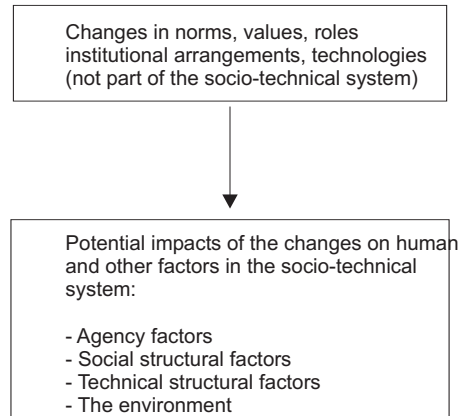 Changes in norms, values, roles
institutional arrangements, technologies
(not part of the socio-technical system)
Potential impacts of the changes on human
and other factors in the socio-technical
system:
- Agency factors
- Social structural factors
- Technical structural factors
- The environment